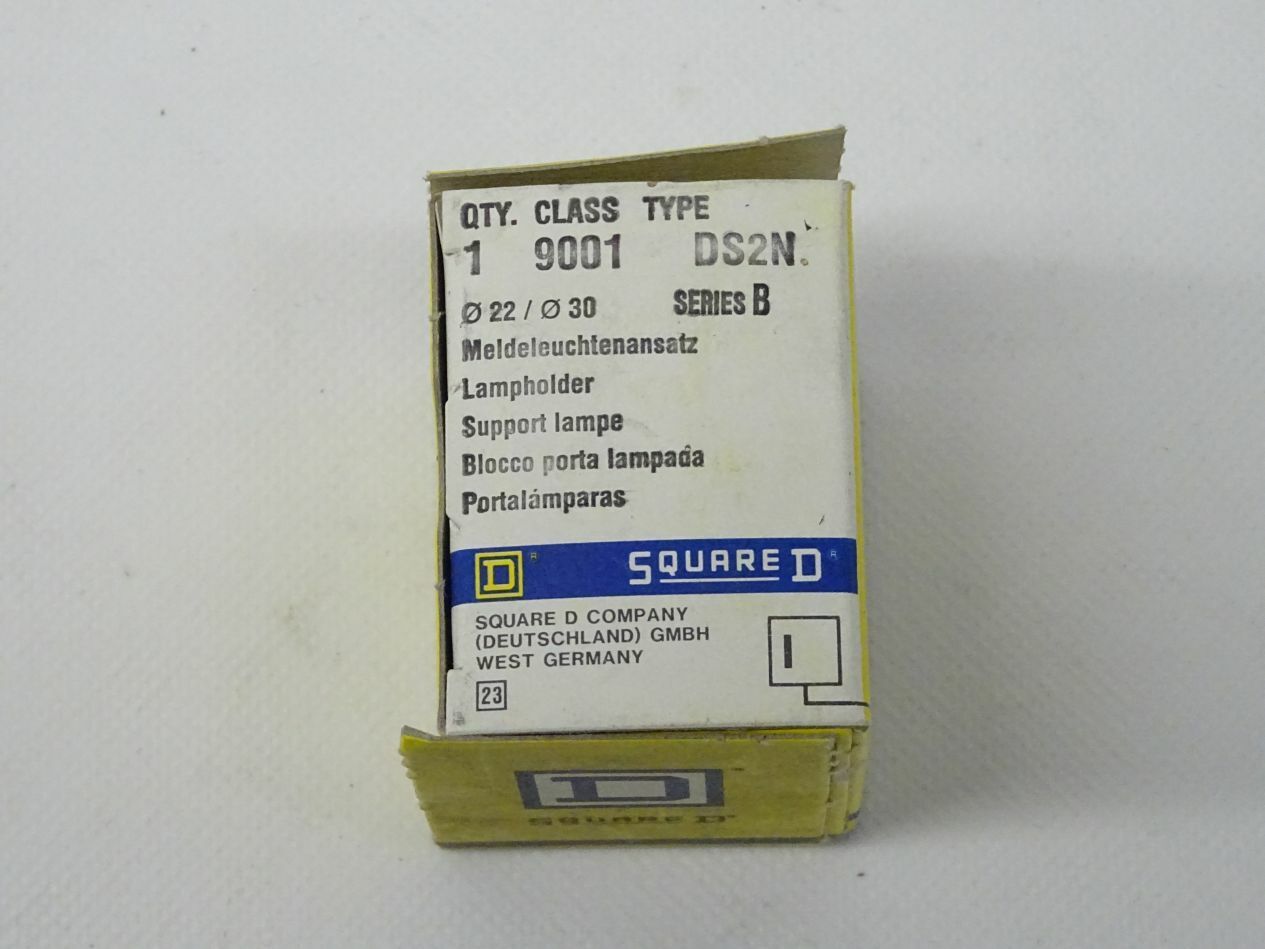 QTY. CLASS TYPE
1 9001 DS2N.
Ø 22 / Ø 30 SERIES B
Meldeleuchtenansatz
Lampholder
Support lampe
Blocco porta lampada
Portalámparas
D ® SQUARE D ®
SQUARE D COMPANY
(DEUTSCHLAND) GMBH
WEST GERMANY
23
D
SQUARE D